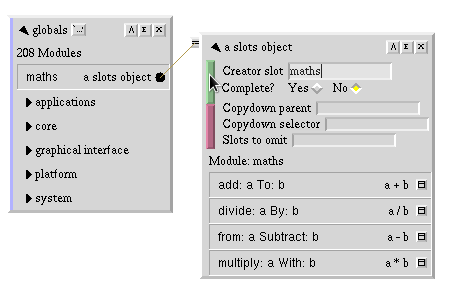 globals
A E X
208 Modules
maths a slots object
applications
core
graphical interface
platform
system
a slots object
A E X
Creator slot maths
Complete? Yes No
Copydown parent
Copydown selector
Slots to omit
Module: maths
add: a To: b a + b
divide: a By: b a / b
from: a Subtract: b a - b
multiply: a With: b a * b